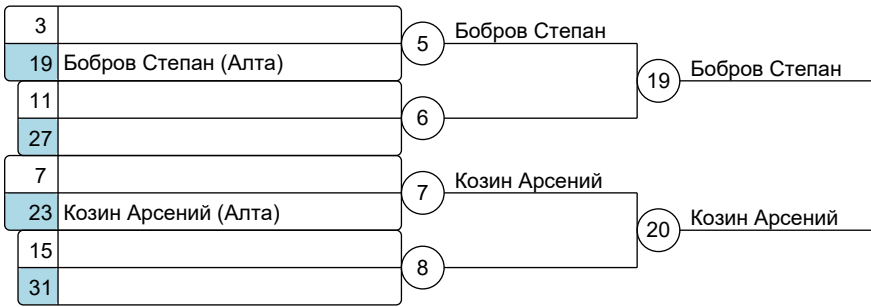 3
5
Бобров Степан
19 Бобров Степан (Алта)
19
Бобров Степан
11
6
27
7
7
Козин Арсений
23 Козин Арсений (Алта)
20
Козин Арсений
15
8
31